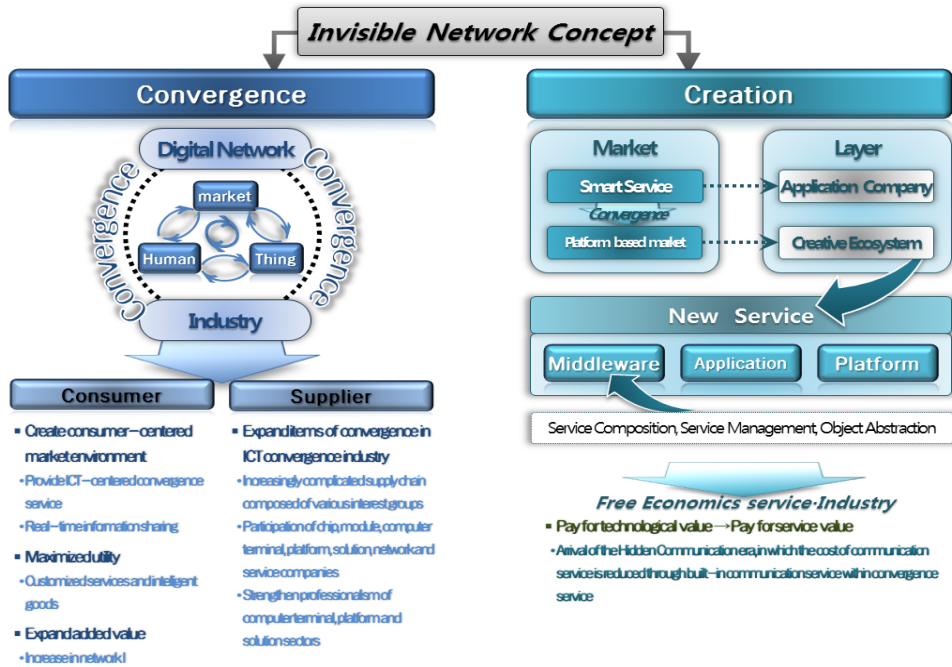 Invisible Network Concept
Convergence
Digital Network
Convergence
Convergence
market
Human
Thing
Industry
Consumer
▪ Create consumer-centered
market environment
• Provide ICT-centered convergence
service
• Real-time information sharing
▪ Maximized utility
• Customized services and intelligent
goods
▪ Expand added value
• Increase in network l
Supplier
▪ Expand items of convergence in
ICT convergence industry
• Increasingly complicated supply chain
composed of various interest groups
• Participation of chip, module, computer
terminal, platform, solution, network and
service companies
• Strengthen professionalism of
computer terminal, platform and
solution sectors
Creation
Market
Smart Service
Convergence
Platform based market
Layer
Application Company
Creative Ecosystem
New Service
Middleware
Application
Platform
Service Composition, Service Management, Object Abstraction
Free Economics service·Industry
▪ Pay for technological value → Pay for service value
• Arrival of the Hidden Communication era, in which the cost of communication
service is reduced through built-in communication service within convergence
service